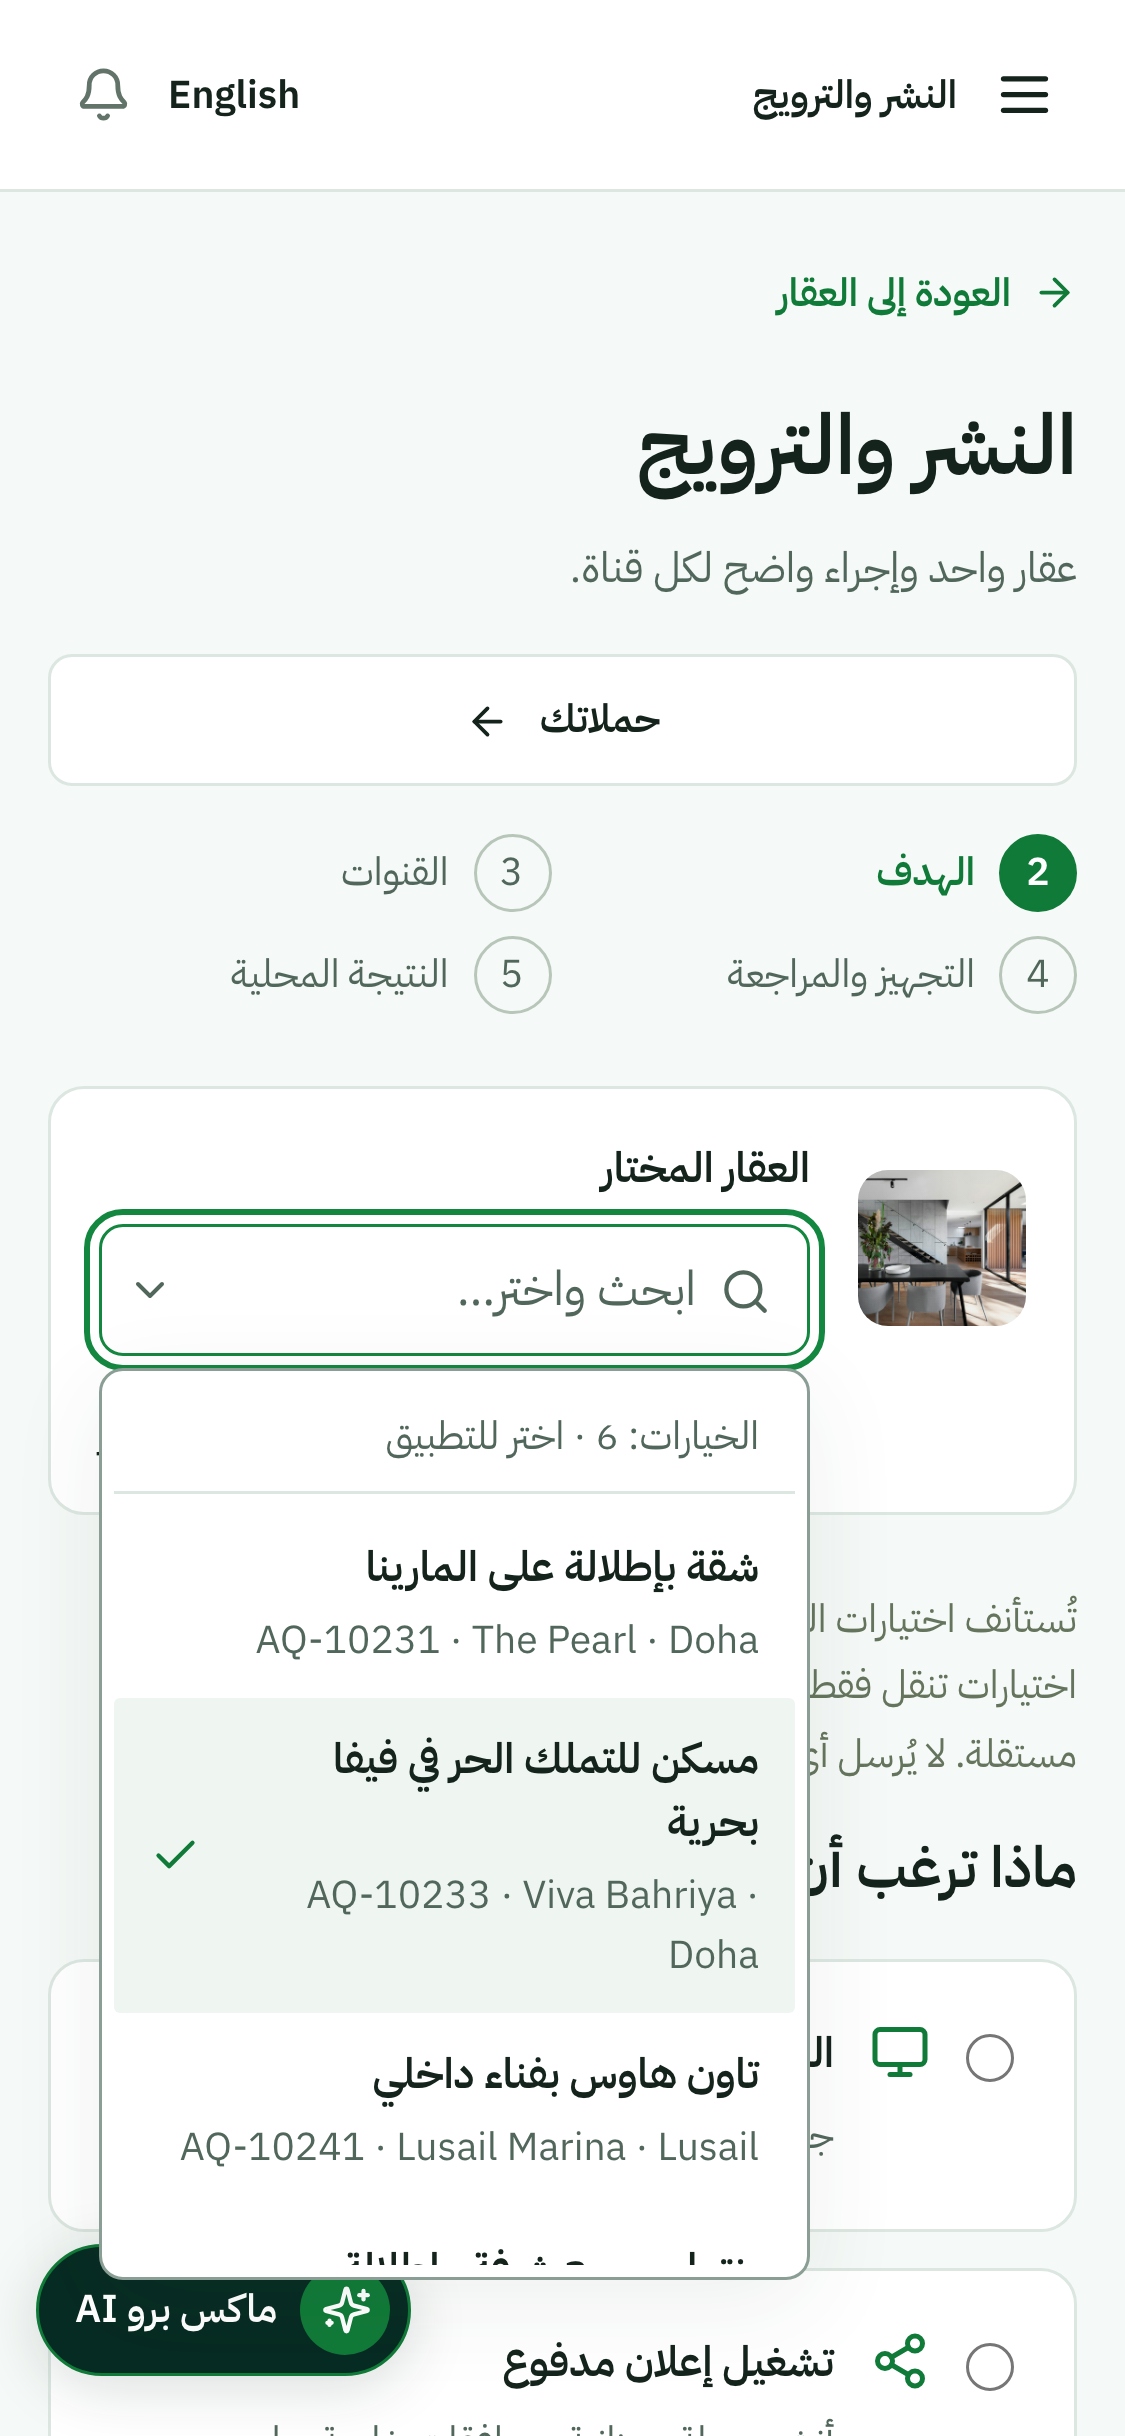 النشر والترويج
English
العودة إلى العقار
النشر والترويج
عقار واحد وإجراء واضح لكل قناة.
حملاتك
2 الهدف
3 القنوات
4 التجهيز والمراجعة
5 النتيجة المحلية
العقار المختار
ابحث واختر...
الخيارات: 6 · اختر للتطبيق
شقة بإطلالة على المارينا
AQ-10231 · The Pearl · Doha
مسكن للتملك الحر في فيفا
بحرية
AQ-10233 · Viva Bahriya ·
Doha
تاون هاوس بفناء داخلي
AQ-10241 · Lusail Marina · Lusail
تُستأنف اختيارات
اختيارات تنقل فقط
مستقلة. لا يُرسل
ماذا ترغب
ماكس برو AI
تشغيل إعلان مدفوع